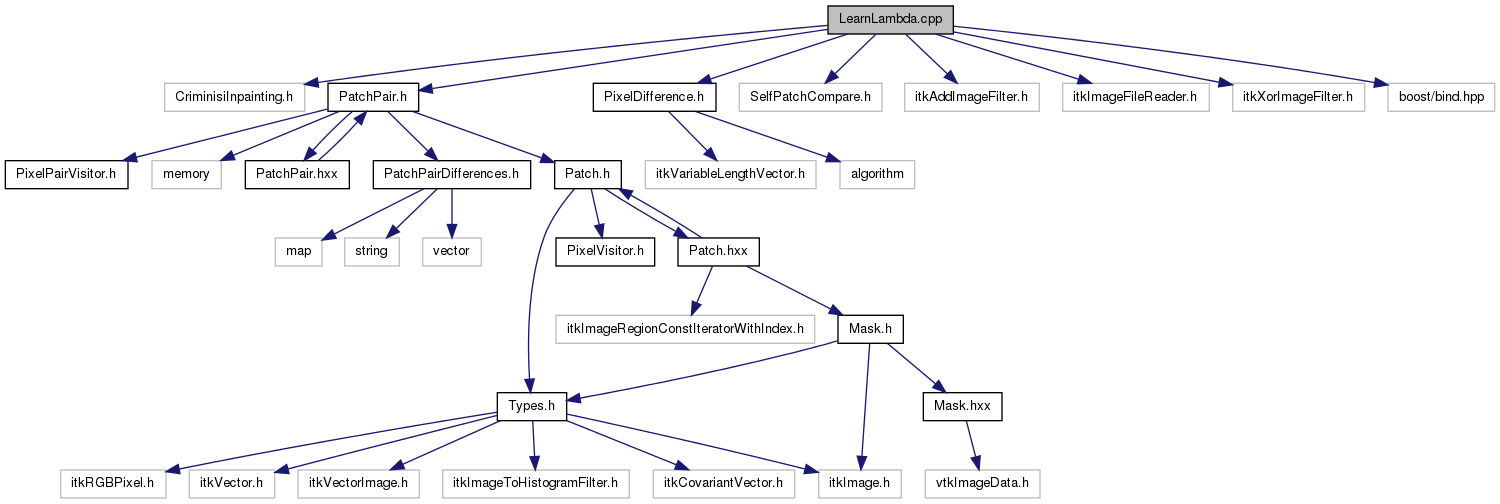 LearnLambda.cpp
CriminisiInpainting.h
PatchPair.h
PixelDifference.h
SelfPatchCompare.h
itkAddImageFilter.h
itkImageFileReader.h
itkXorImageFilter.h
boost/bind.hpp
PixelPairVisitor.h
memory
PatchPair.hxx
PatchPairDifferences.h
Patch.h
itkVariableLengthVector.h
algorithm
map
string
vector
PixelVisitor.h
Patch.hxx
itkImageRegionConstIteratorWithIndex.h
Mask.h
Types.h
Mask.hxx
itkRGBPixel.h
itkVector.h
itkVectorImage.h
itkImageToHistogramFilter.h
itkCovariantVector.h
itkImage.h
vtkImageData.h